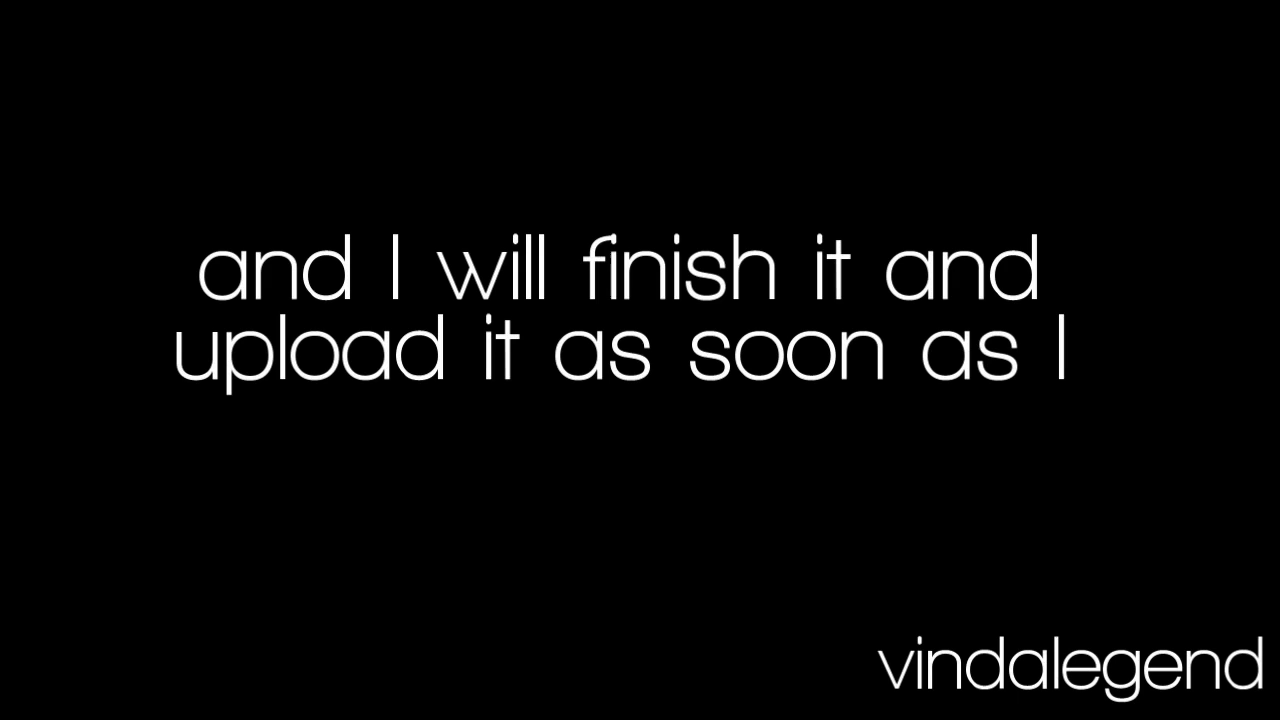 and I will finish it and
upload it as soon as I
vindalegend